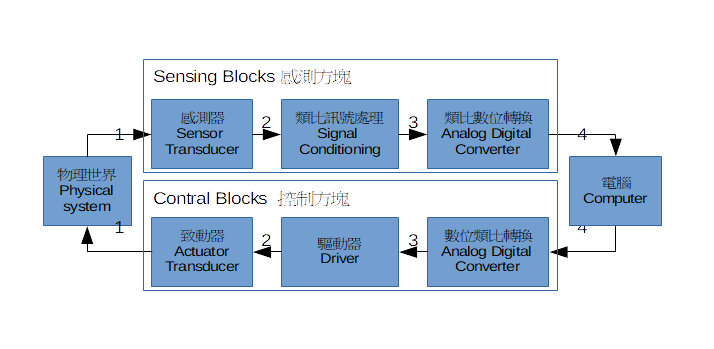 Sensing Blocks 感測方塊
感測器
Sensor
Transducer
類比訊號處理
Signal
Conditioning
類比數位轉換
Analog Digital
Converter
1
2
3
4
物理世界
Physical
system
電腦
Computer
Contral Blocks 控制方塊
致動器
Actuator
Transducer
驅動器
Driver
數位類比轉換
Analog Digital
Converter
1
2
3
4